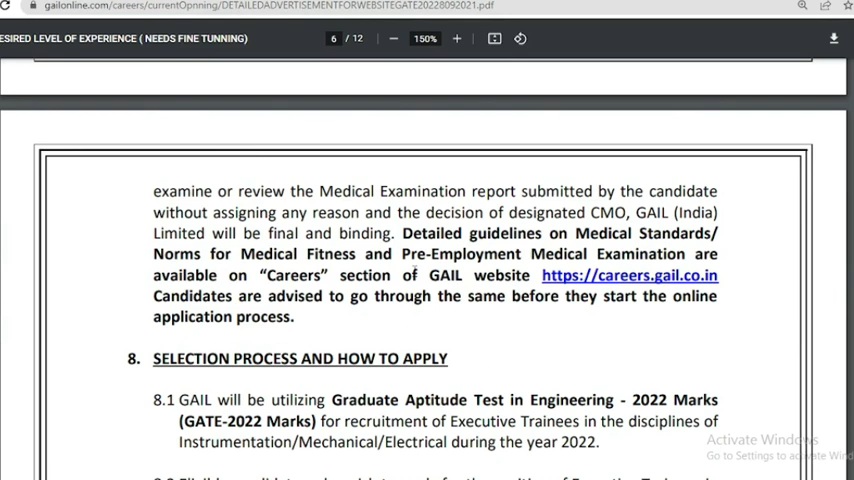 gailonline.com/careers/currentOpnning/DETAILEDADVERTISEMENTFORWEBSITEGATE20228092021.pdf
ESIRED LEVEL OF EXPERIENCE ( NEEDS FINE TUNNING)
6 / 12
150%
examine or review the Medical Examination report submitted by the candidate
without assigning any reason and the decision of designated CMO, GAIL (India)
Limited will be final and binding. Detailed guidelines on Medical Standards/
Norms for Medical Fitness and Pre-Employment Medical Examination are
available on “Careers” section of GAIL website https://careers.gail.co.in
Candidates are advised to go through the same before they start the online
application process.
8. SELECTION PROCESS AND HOW TO APPLY
8.1 GAIL will be utilizing Graduate Aptitude Test in Engineering - 2022 Marks
(GATE-2022 Marks) for recruitment of Executive Trainees in the disciplines of
Instrumentation/Mechanical/Electrical during the year 2022.
Activate Windows
Go to Settings to activate Wind